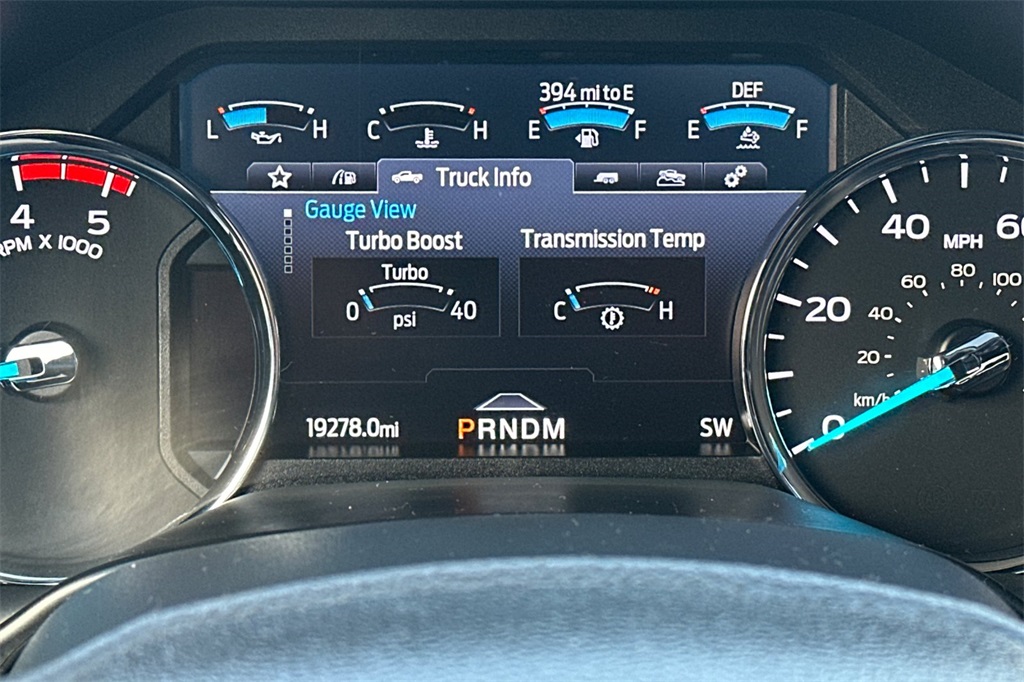 394 mi to E
DEF
L H
C H
E F
E F
Truck Info
Gauge View
Turbo Boost
Transmission Temp
Turbo
0 40
psi
C H
19278.0mi
PRNDM
SW
4 5
RPM X 1000
0 20 40 60
MPH
20 40 60 80 100
km/h